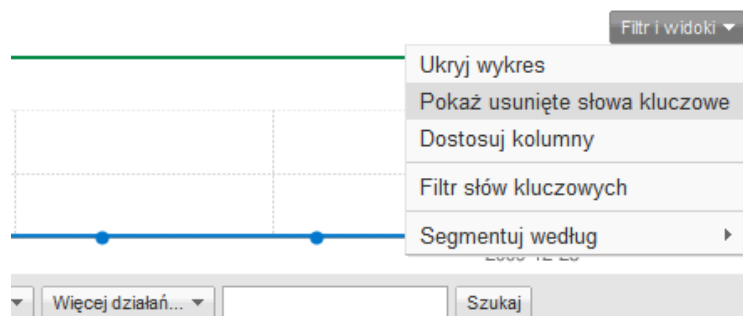 Filtr i widoki
Ukryj wykres
Pokaż usunięte słowa kluczowe
Dostosuj kolumny
Filtr słów kluczowych
Segmentuj według
Więcej działań...
Szukaj